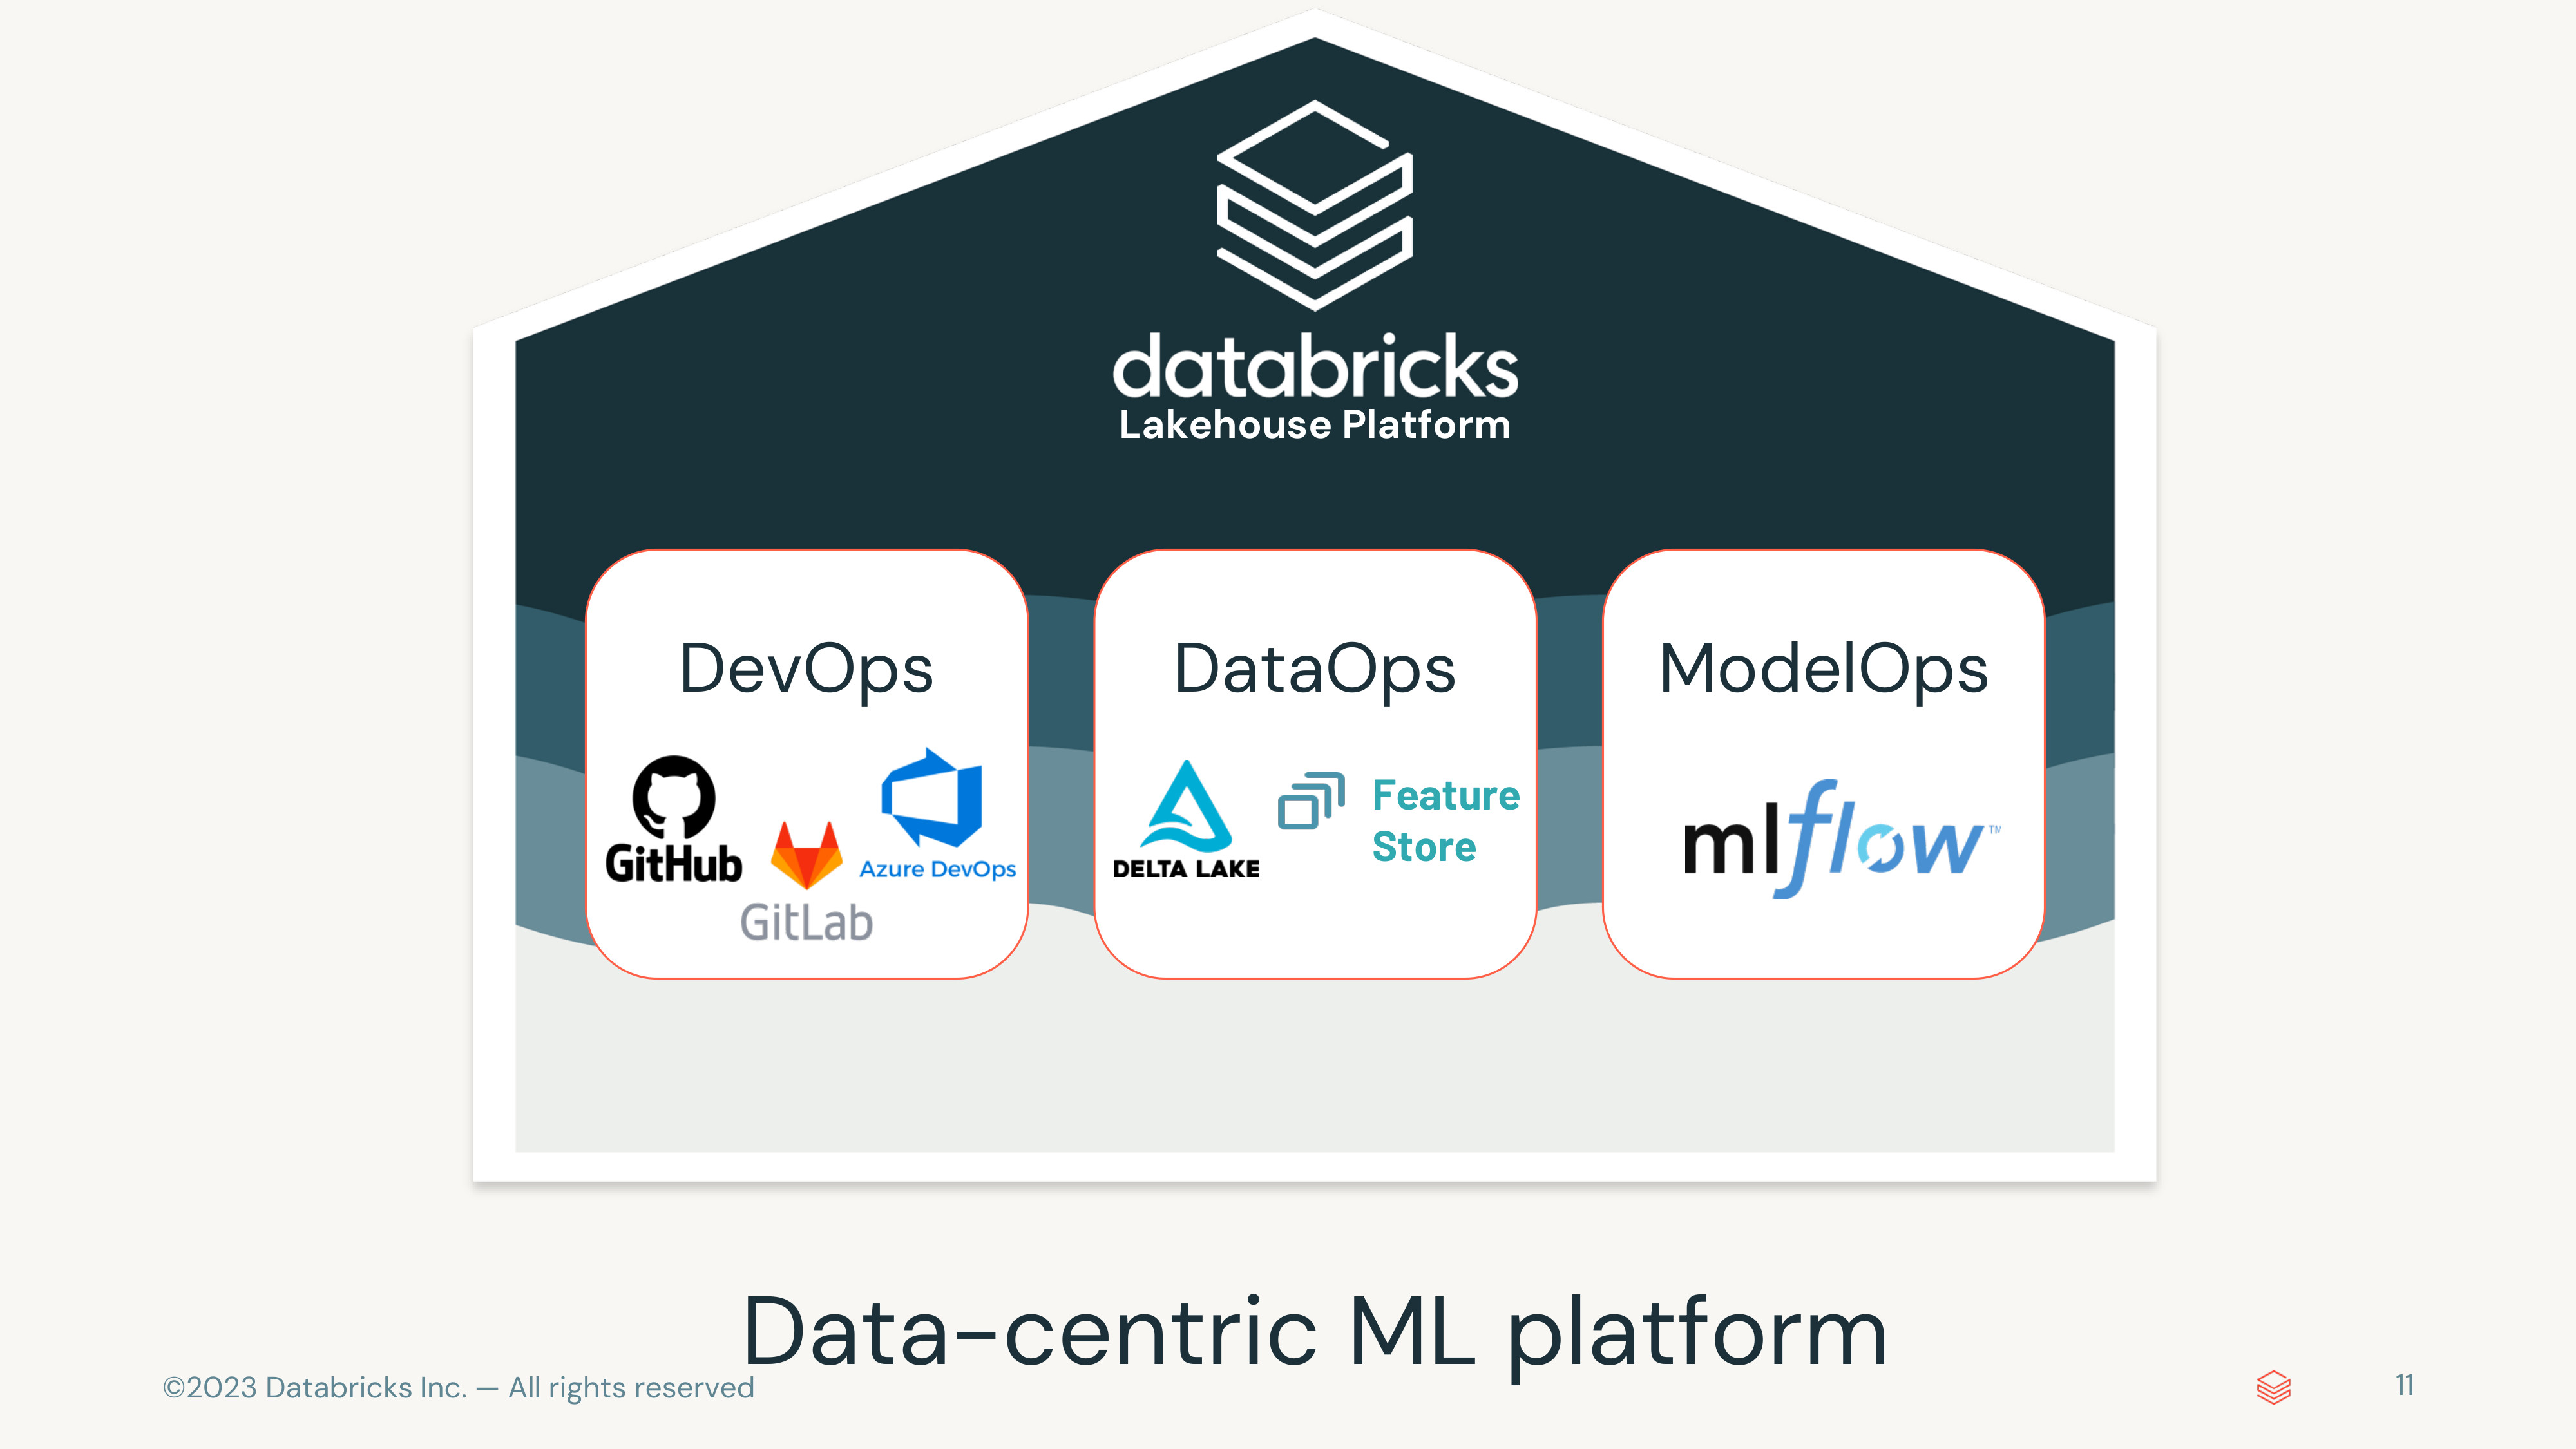 databricks
Lakehouse Platform
DevOps
GitHub
GitLab
Azure DevOps
DataOps
DELTA LAKE
Feature
Store
ModelOps
mlflow™
Data-centric ML platform
©2023 Databricks Inc. — All rights reserved
11